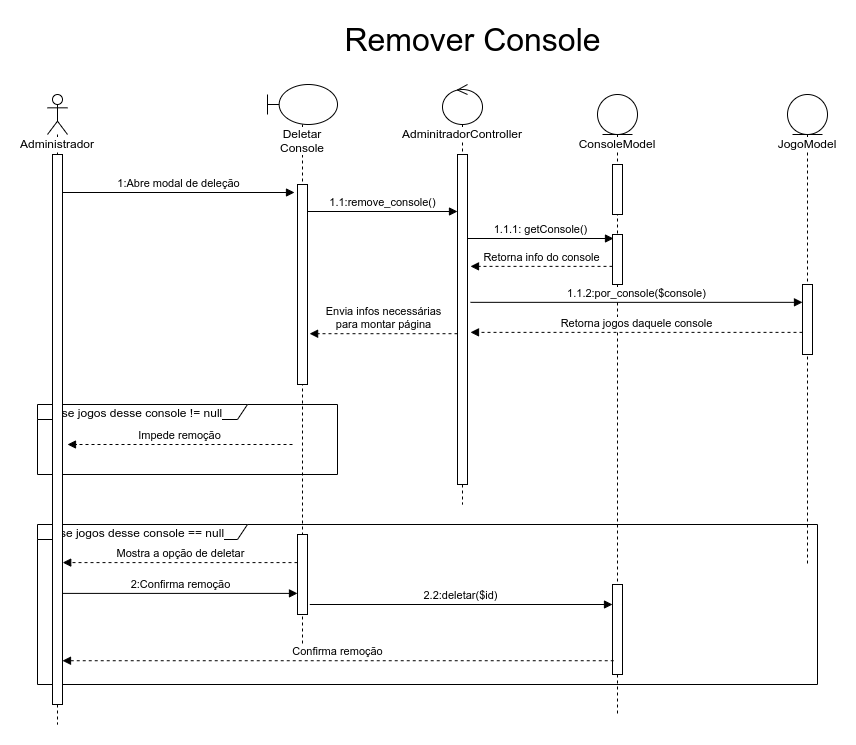 Remover Console
Administrador
Deletar
Console
AdminitradorController
ConsoleModel
JogoModel
1:Abre modal de deleção
1.1:remove_console()
1.1.1: getConsole()
Retorna info do console
1.1.2:por_console($console)
Envia infos necessárias
para montar página
Retorna jogos daquele console
se jogos desse console != null
Impede remoção
se jogos desse console == null
Mostra a opção de deletar
2:Confirma remoção
2.2:deletar($id)
Confirma remoção